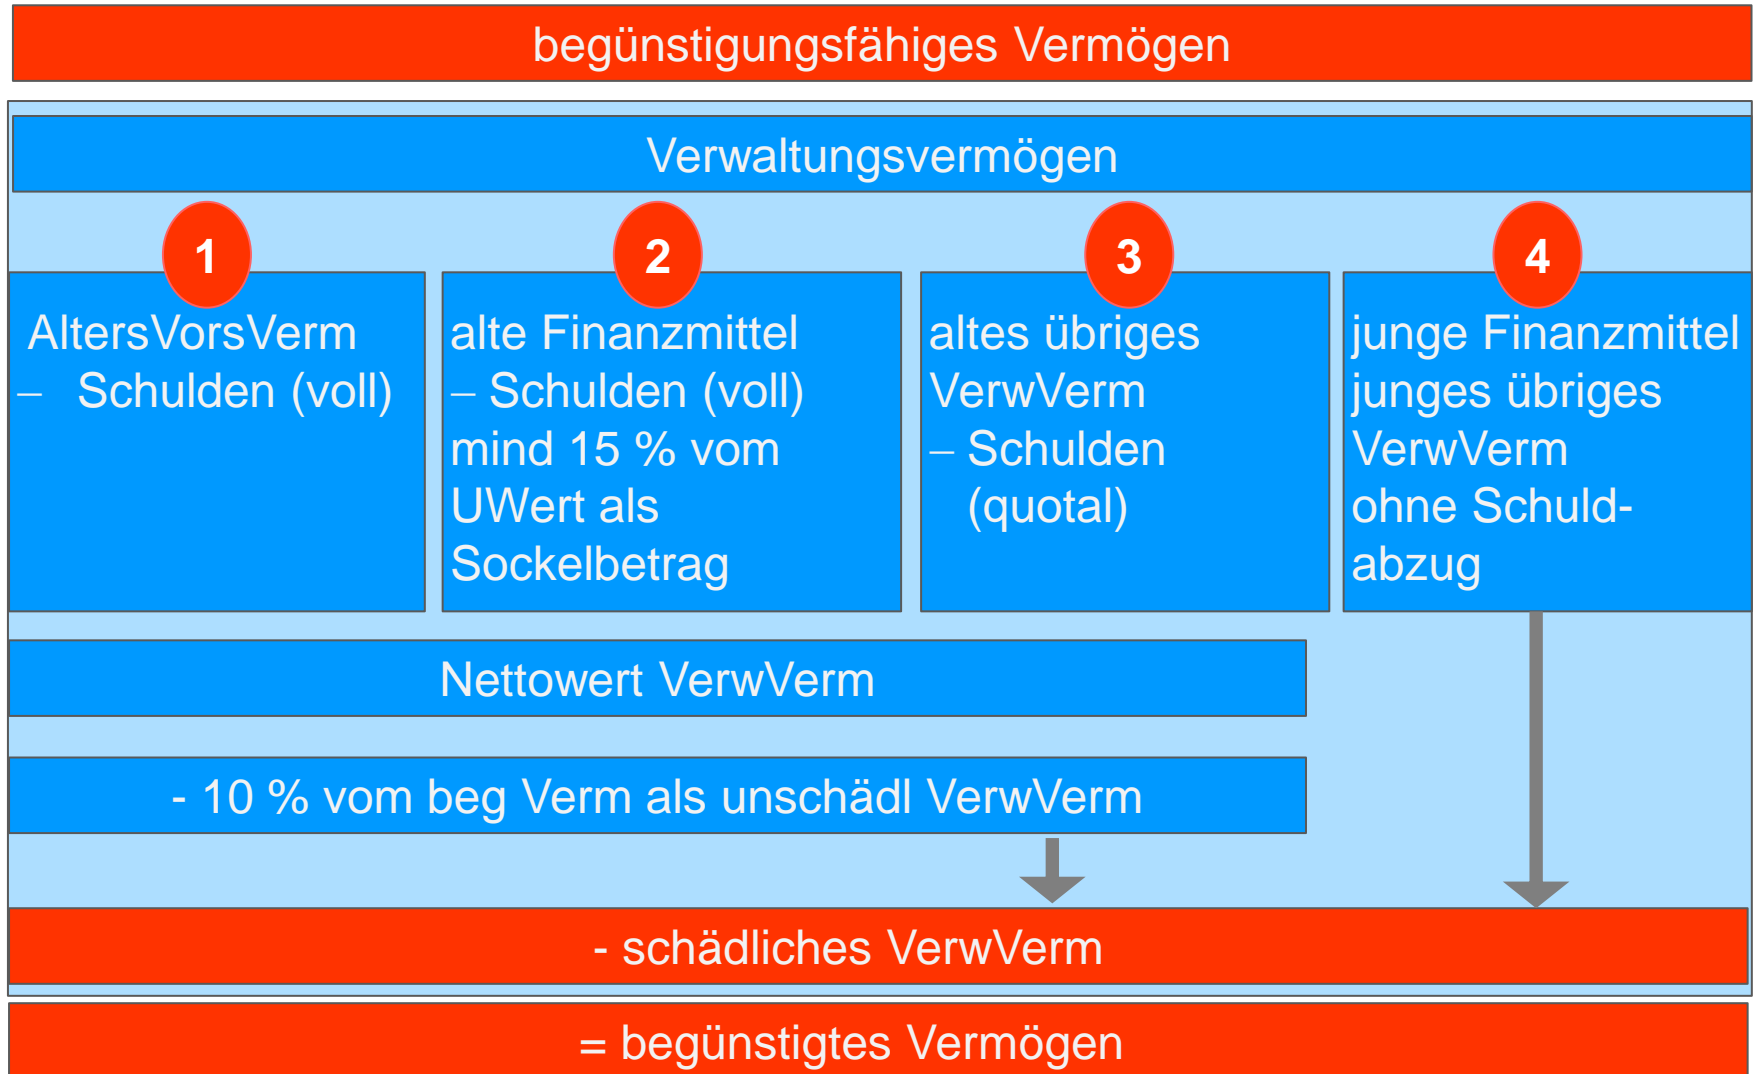 begünstigungsfähiges Vermögen
Verwaltungsvermögen
1
AltersVorsVerm
– Schulden (voll)
2
alte Finanzmittel
– Schulden (voll)
mind 15 % vom
UWert als
Sockelbetrag
3
altes übriges
VerwVerm
– Schulden
(quotal)
4
junge Finanzmittel
junges übriges
VerwVerm
ohne Schuld-
abzug
Nettowert VerwVerm
- 10 % vom beg Verm als unschädl VerwVerm
- schädliches VerwVerm
= begünstigtes Vermögen